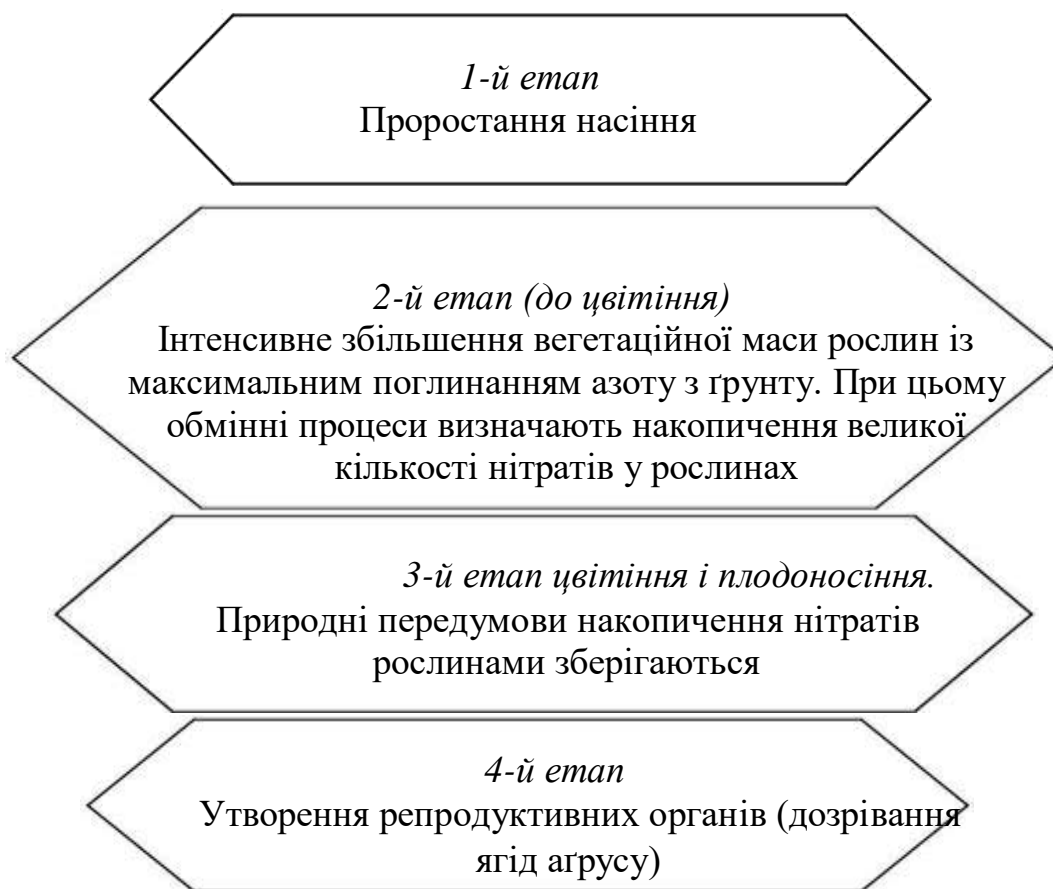 1-й етап
Проростання насіння
2-й етап (до цвітіння)
Інтенсивне збільшення вегетаційної маси рослин із
максимальним поглинанням азоту з ґрунту. При цьому
обмінні процеси визначають накопичення великої
кількості нітратів у рослинах
3-й етап цвітіння і плодоносіння.
Природні передумови накопичення нітратів
рослинами зберігаються
4-й етап
Утворення репродуктивних органів (дозрівання
ягід аґрусу)